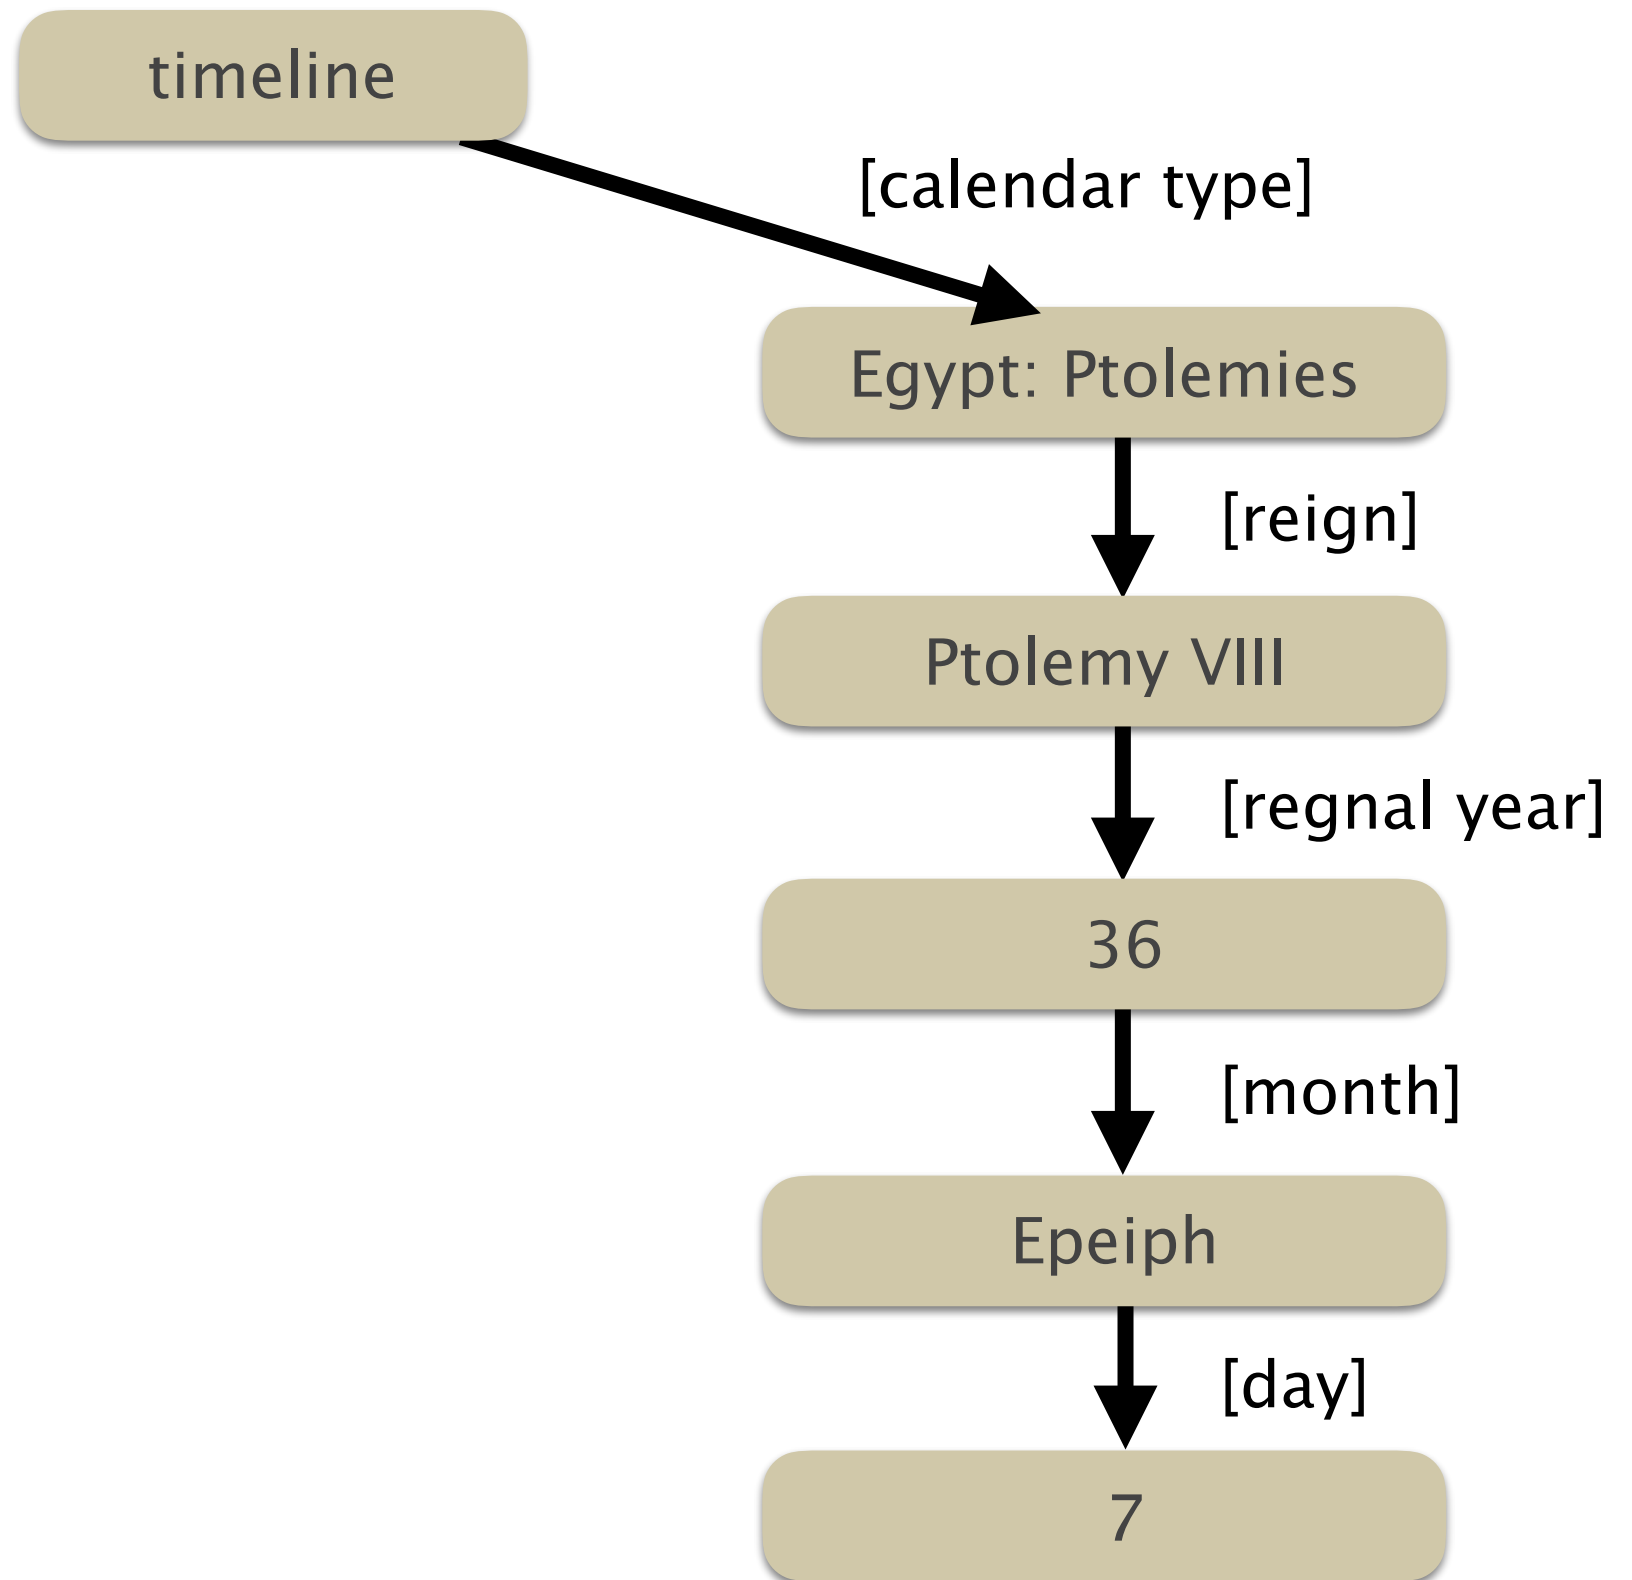 timeline
[calendar type]
Egypt: Ptolemies
[reign]
Ptolemy VIII
[regnal year]
36
[month]
Epeiph
[day]
7